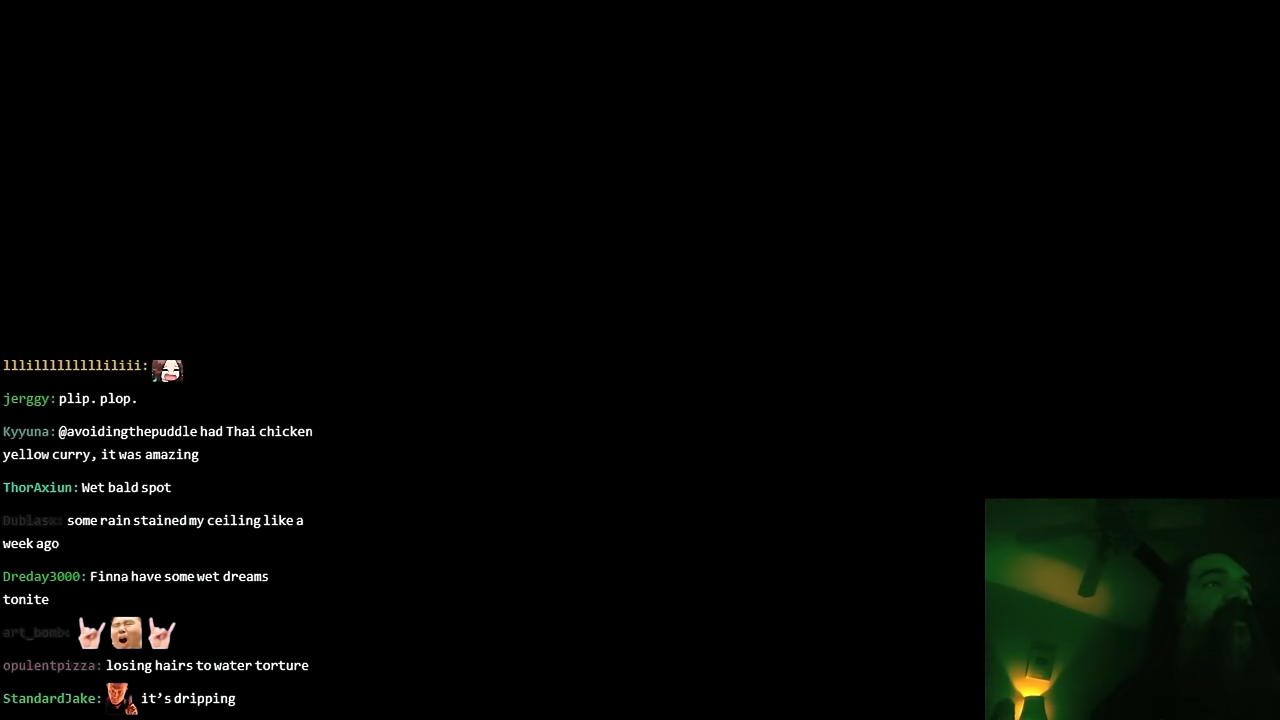 jerggy: plip. plop.
Kyyuna: @avoidingthepuddle had Thai chicken
yellow curry, it was amazing
ThorAxiun: Wet bald spot
some rain stained my ceiling like a
week ago
Dreday3000: Finna have some wet dreams
tonite
art_bomb:
opulentpizza: losing hairs to water torture
StandardJake: it’s dripping